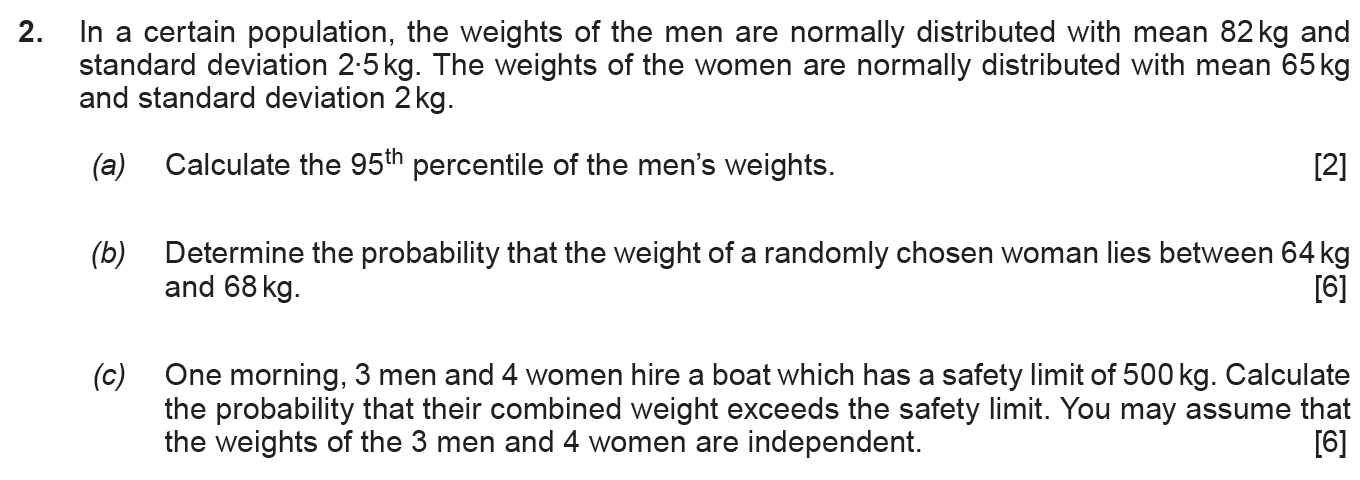 2. In a certain population, the weights of the men are normally distributed with mean 82 kg and
standard deviation 2·5 kg. The weights of the women are normally distributed with mean 65 kg
and standard deviation 2 kg.
(a) Calculate the 95th percentile of the men’s weights. [2]
(b) Determine the probability that the weight of a randomly chosen woman lies between 64 kg
and 68 kg. [6]
(c) One morning, 3 men and 4 women hire a boat which has a safety limit of 500 kg. Calculate
the probability that their combined weight exceeds the safety limit. You may assume that
the weights of the 3 men and 4 women are independent. [6]